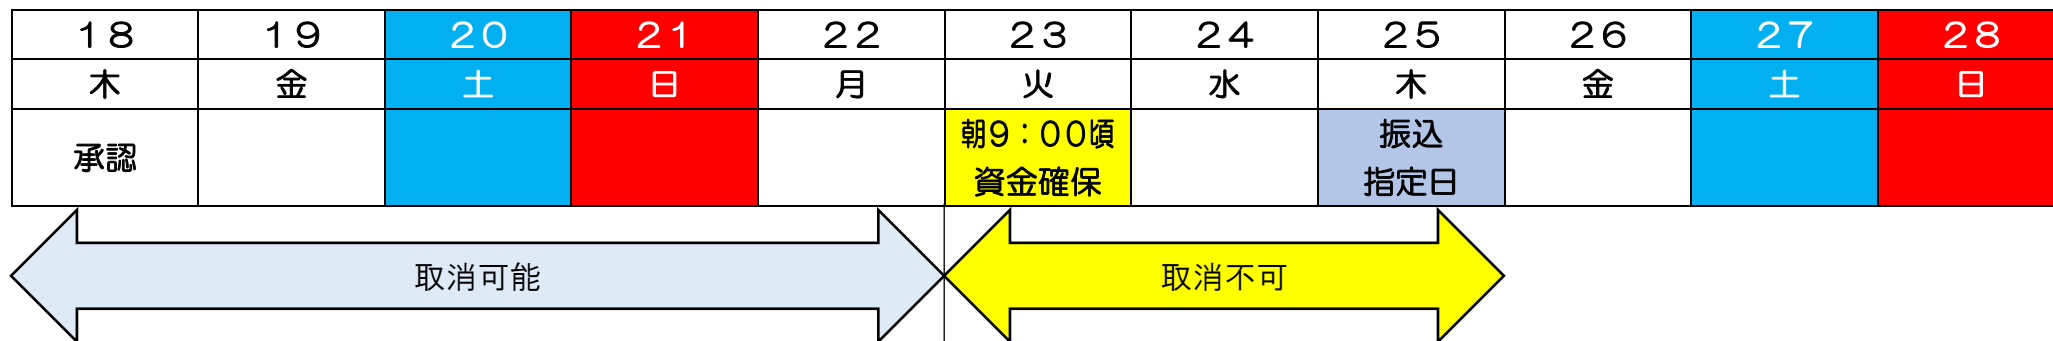 18 19 20 21 22 23 24 25 26 27 28
木 金 土 日 月 火 水 木 金 土 日
承認
朝9：00頃
資金確保
振込
指定日
取消可能
取消不可